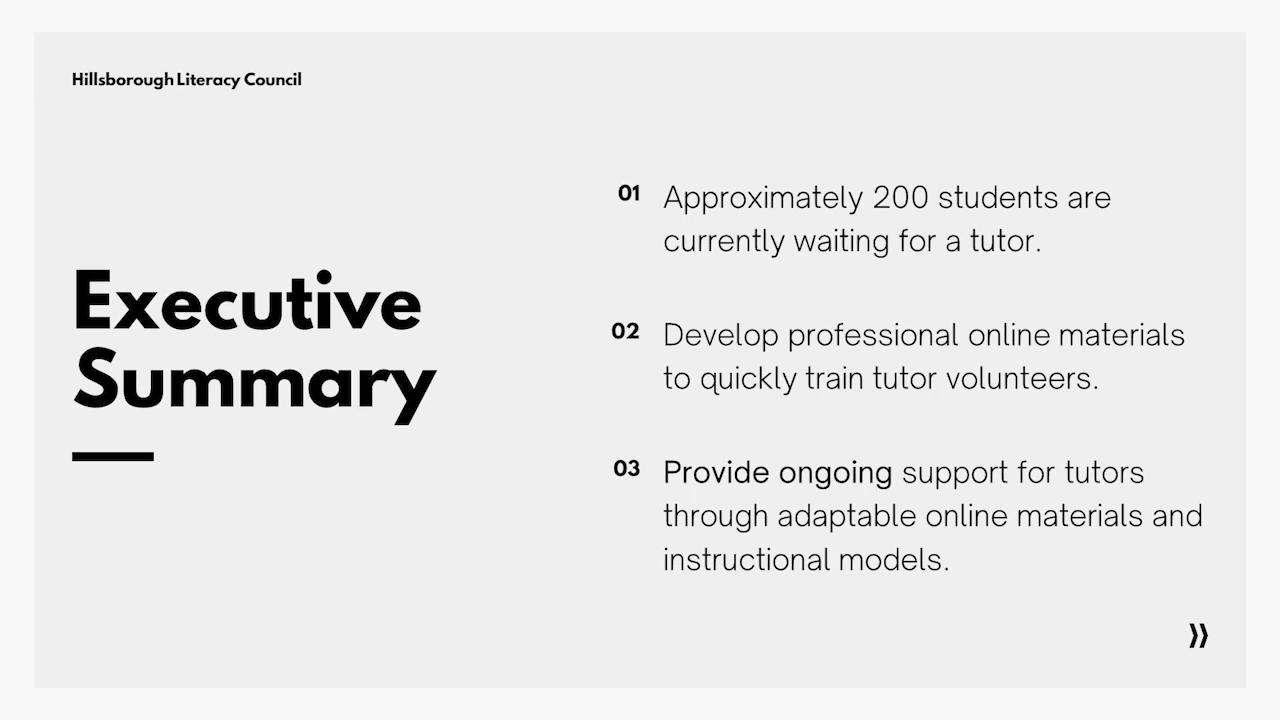 Hillsborough Literacy Council
Executive
Summary
01 Approximately 200 students are
currently waiting for a tutor.
02 Develop professional online materials
to quickly train tutor volunteers.
03 Provide ongoing support for tutors
through adaptable online materials and
instructional models.